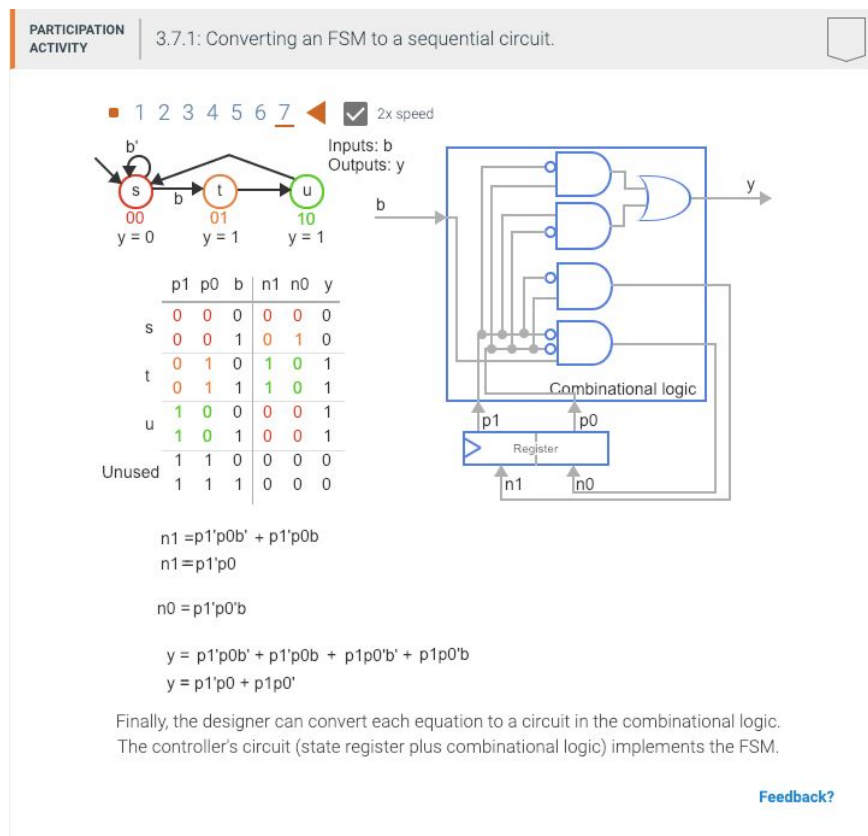 PARTICIPATION
ACTIVITY
3.7.1: Converting an FSM to a sequential circuit.
1 2 3 4 5 6 7 2x speed
b'
Inputs: b
Outputs: y
s b t u
00 01 10
y = 0 y = 1 y = 1
b
y
p1 p0 b n1 n0 y
s
0 0 0 0 0 0
0 0 1 0 1 0
t
0 1 0 1 0 1
0 1 1 1 0 1
u
1 0 0 0 0 1
1 0 1 0 0 1
Unused
1 1 0 0 0 0
1 1 1 0 0 0
Combinational logic
p1 p0
Register
n1 n0
n1 =p1'p0b' + p1'p0b
n1=p1'p0
n0 = p1'p0'b
y = p1'p0b' + p1'p0b + p1p0'b' + p1p0'b
y = p1'p0 + p1p0'
Finally, the designer can convert each equation to a circuit in the combinational logic.
The controller's circuit (state register plus combinational logic) implements the FSM.
Feedback?